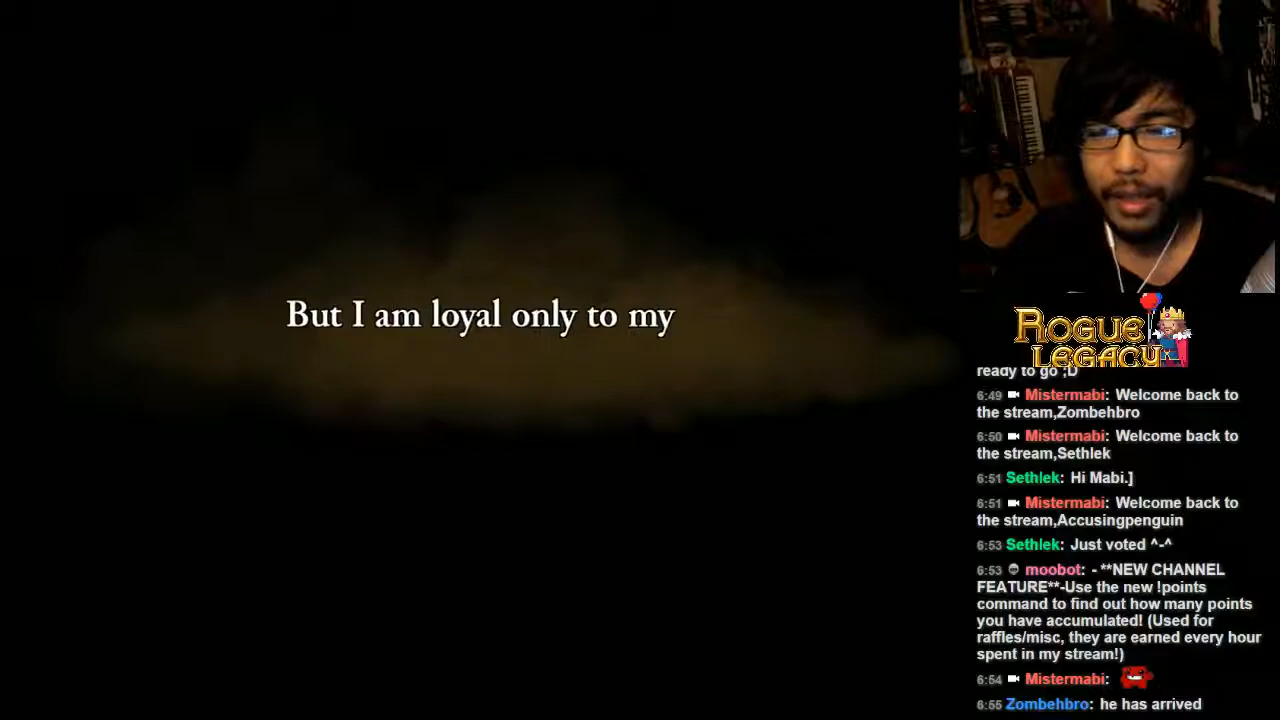 But I am loyal only to my
ROGUE
LEGACY
ready to go ;D
6:49 Mistermabi: Welcome back to
the stream,Zombehbro
6:50 Mistermabi: Welcome back to
the stream,Sethlek
6:51 Sethlek: Hi Mabi.]
6:51 Mistermabi: Welcome back to
the stream,Accusingpenguin
6:53 Sethlek: Just voted ^-^
6:53 moobot: - **NEW CHANNEL
FEATURE**-Use the new !points
command to find out how many points
you have accumulated! (Used for
raffles/misc, they are earned every hour
spent in my stream!)
6:54 Mistermabi:
6:55 Zombehbro: he has arrived